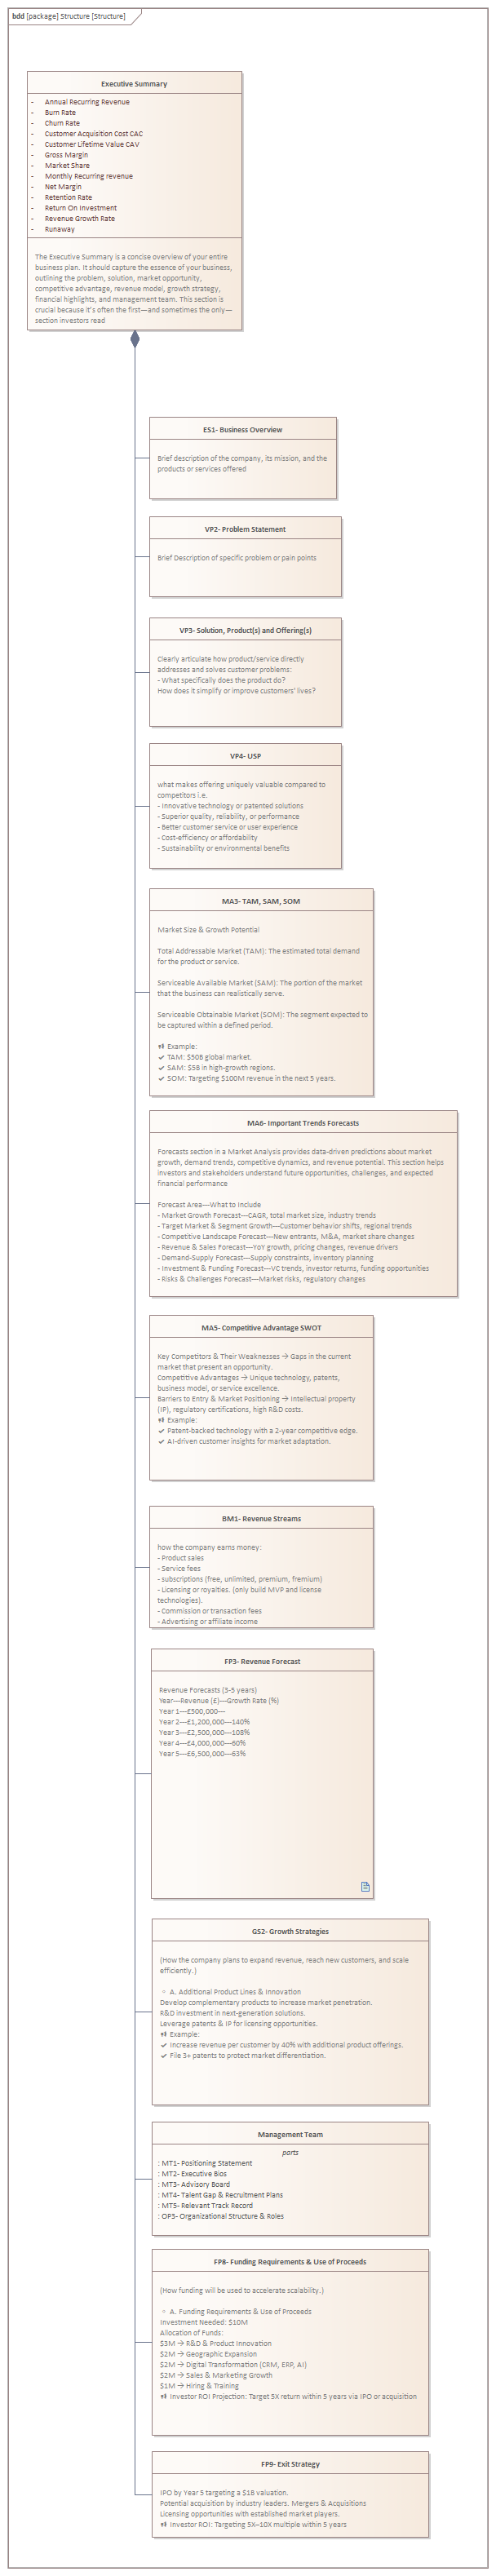 bdd [package] Structure [Structure]
Executive Summary
- Annual Recurring Revenue
- Burn Rate
- Churn Rate
- Customer Acquisition Cost CAC
- Customer Lifetime Value CAV
- Gross Margin
- Market Share
- Monthly Recurring revenue
- Net Margin
- Retention Rate
- Return On Investment
- Revenue Growth Rate
- Runaway
The Executive Summary is a concise overview of your entire
business plan. It should capture the essence of your business,
outlining the problem, solution, market opportunity,
competitive advantage, revenue model, growth strategy,
financial highlights, and management team. This section is
crucial because it's often the first—and sometimes the only—
section investors read
ES1- Business Overview
Brief description of the company, its mission, and the
products or services offered
VP2- Problem Statement
Brief Description of specific problem or pain points
VP3- Solution, Product(s) and Offering(s)
Clearly articulate how product/service directly
addresses and solves customer problems:
- What specifically does the product do?
How does it simplify or improve customers' lives?
VP4- USP
what makes offering uniquely valuable compared to
competitors i.e.
- Innovative technology or patented solutions
- Superior quality, reliability, or performance
- Better customer service or user experience
- Cost-efficiency or affordability
- Sustainability or environmental benefits
MA3- TAM, SAM, SOM
Market Size & Growth Potential
Total Addressable Market (TAM): The estimated total demand
for the product or service.
Serviceable Available Market (SAM): The portion of the market
that the business can realistically serve.
Serviceable Obtainable Market (SOM): The segment expected to
be captured within a defined period.
📢 Example:
✔ TAM: $50B global market.
✔ SAM: $5B in high-growth regions.
✔ SOM: Targeting $100M revenue in the next 5 years.
MA6- Important Trends Forecasts
Forecasts section in a Market Analysis provides data-driven predictions about market
growth, demand trends, competitive dynamics, and revenue potential. This section helps
investors and stakeholders understand future opportunities, challenges, and expected
financial performance
Forecast Area—What to Include
- Market Growth Forecast—CAGR, total market size, industry trends
- Target Market & Segment Growth—Customer behavior shifts, regional trends
- Competitive Landscape Forecast—New entrants, M&A, market share changes
- Revenue & Sales Forecast—YoY growth, pricing changes, revenue drivers
- Demand-Supply Forecast—Supply constraints, inventory planning
- Investment & Funding Forecast—VC trends, investor returns, funding opportunities
- Risks & Challenges Forecast—Market risks, regulatory changes
MA5- Competitive Advantage SWOT
Key Competitors & Their Weaknesses → Gaps in the current
market that present an opportunity.
Competitive Advantages → Unique technology, patents,
business model, or service excellence.
Barriers to Entry & Market Positioning → Intellectual property
(IP), regulatory certifications, high R&D costs.
📢 Example:
✔ Patent-backed technology with a 2-year competitive edge.
✔ AI-driven customer insights for market adaptation.
BM1- Revenue Streams
how the company earns money:
- Product sales
- Service fees
- subscriptions (free, unlimited, premium, fremium)
- Licensing or royalties. (only build MVP and license
technologies).
- Commission or transaction fees
- Advertising or affiliate income
FP3- Revenue Forecast
Revenue Forecasts (3-5 years)
Year—Revenue (£)—Growth Rate (%)
Year 1—£500,000—
Year 2—£1,200,000—140%
Year 3—£2,500,000—108%
Year 4—£4,000,000—60%
Year 5—£6,500,000—63%
GS2- Growth Strategies
(How the company plans to expand revenue, reach new customers, and scale
efficiently.)
◦ A. Additional Product Lines & Innovation
Develop complementary products to increase market penetration.
R&D investment in next-generation solutions.
Leverage patents & IP for licensing opportunities.
📢 Example:
✔ Increase revenue per customer by 40% with additional product offerings.
✔ File 3+ patents to protect market differentiation.
Management Team
parts
: MT1- Positioning Statement
: MT2- Executive Bios
: MT3- Advisory Board
: MT4- Talent Gap & Recruitment Plans
: MT5- Relevant Track Record
: OP3- Organizational Structure & Roles
FP8- Funding Requirements & Use of Proceeds
(How funding will be used to accelerate scalability.)
◦ A. Funding Requirements & Use of Proceeds
Investment Needed: $10M
Allocation of Funds:
$3M → R&D & Product Innovation
$2M → Geographic Expansion
$2M → Digital Transformation (CRM, ERP, AI)
$2M → Sales & Marketing Growth
$1M → Hiring & Training
📢 Investor ROI Projection: Target 5X return within 5 years via IPO or acquisition
FP9- Exit Strategy
IPO by Year 5 targeting a $1B valuation.
Potential acquisition by industry leaders. Mergers & Acquisitions
Licensing opportunities with established market players.
📢 Investor ROI: Targeting 5X–10X multiple within 5 years